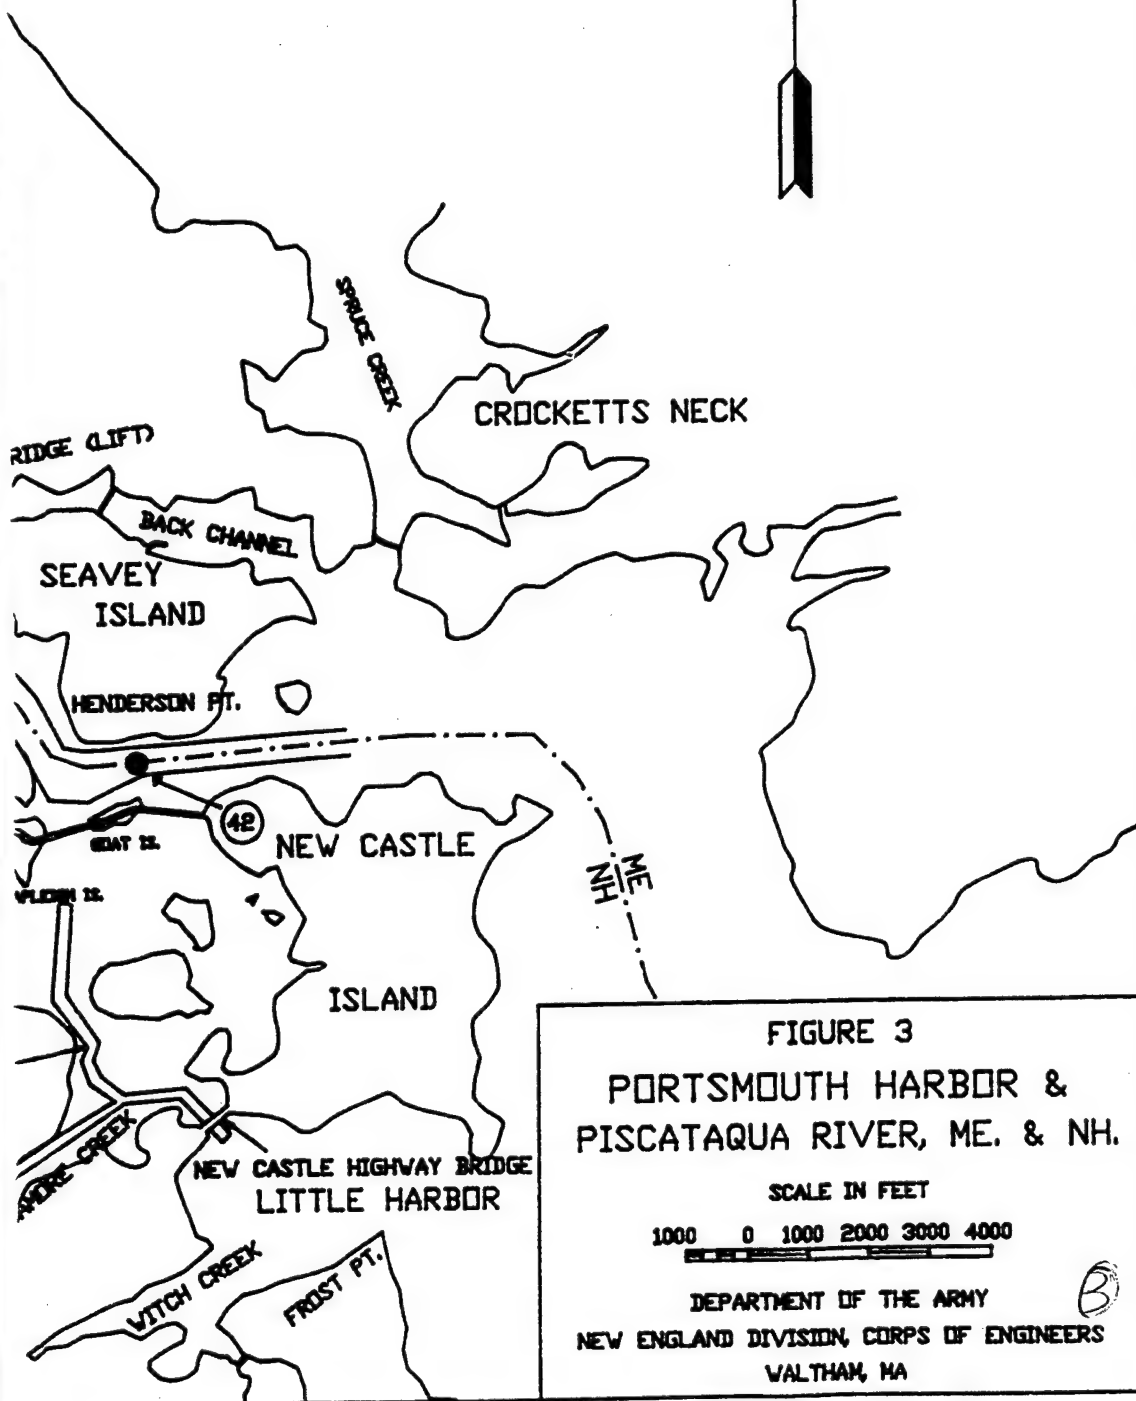 SPRUCE CREEK
CROCKETTS NECK
RIDGE (LIFT)
BACK CHANNEL
SEAVEY
ISLAND
HENDERSON PT.
42
NEW CASTLE
GOAT IS.
ME
NH
IS.
ISLAND
MORE CREEK
NEW CASTLE HIGHWAY BRIDGE
LITTLE HARBOR
WITCH CREEK
FROST PT.
FIGURE 3
PORTSMOUTH HARBOR &
PISCATAQUA RIVER, ME. & NH.
SCALE IN FEET
1000 0 1000 2000 3000 4000
DEPARTMENT OF THE ARMY
NEW ENGLAND DIVISION, CORPS OF ENGINEERS
WALTHAM, MA
B